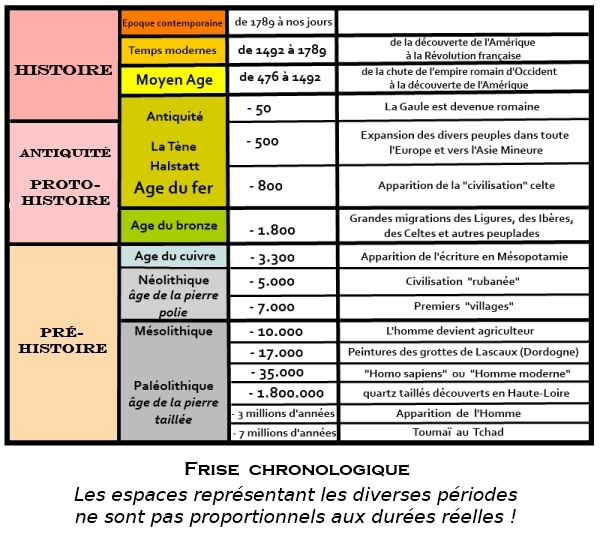 Epoque contemporaine de 1789 à nos jours
HISTOIRE
Temps modernes de 1492 à 1789 de la découverte de l'Amérique
à la Révolution française
Moyen Age de 476 à 1492 de la chute de l'empire romain d'Occident
à la découverte de l'Amérique
Antiquité - 50 La Gaule est devenue romaine
ANTIQUITÉ
PROTO-
HISTOIRE
La Tène
Halstatt
- 500 Expansion des divers peuples dans toute
l'Europe et vers l'Asie Mineure
Age du fer - 800 Apparition de la "civilisation" celte
Age du bronze - 1.800 Grandes migrations des Ligures, des Ibères,
des Celtes et autres peuplades
PRÉ-
HISTOIRE
Age du cuivre - 3.300 Apparition de l'écriture en Mésopotamie
Néolithique
âge de la pierre
polie
- 5.000 Civilisation "rubanée"
- 7.000 Premiers "villages"
Mésolithique - 10.000 L'homme devient agriculteur
- 17.000 Peintures des grottes de Lascaux (Dordogne)
Paléolithique
âge de la pierre
taillée
- 35.000 "Homo sapiens" ou "Homme moderne"
- 1.800.000 quartz taillés découverts en Haute-Loire
- 3 millions d'années Apparition de l'Homme
- 7 millions d'années Toumaï au Tchad
FRISE CHRONOLOGIQUE
Les espaces représentant les diverses périodes
ne sont pas proportionnels aux durées réelles !